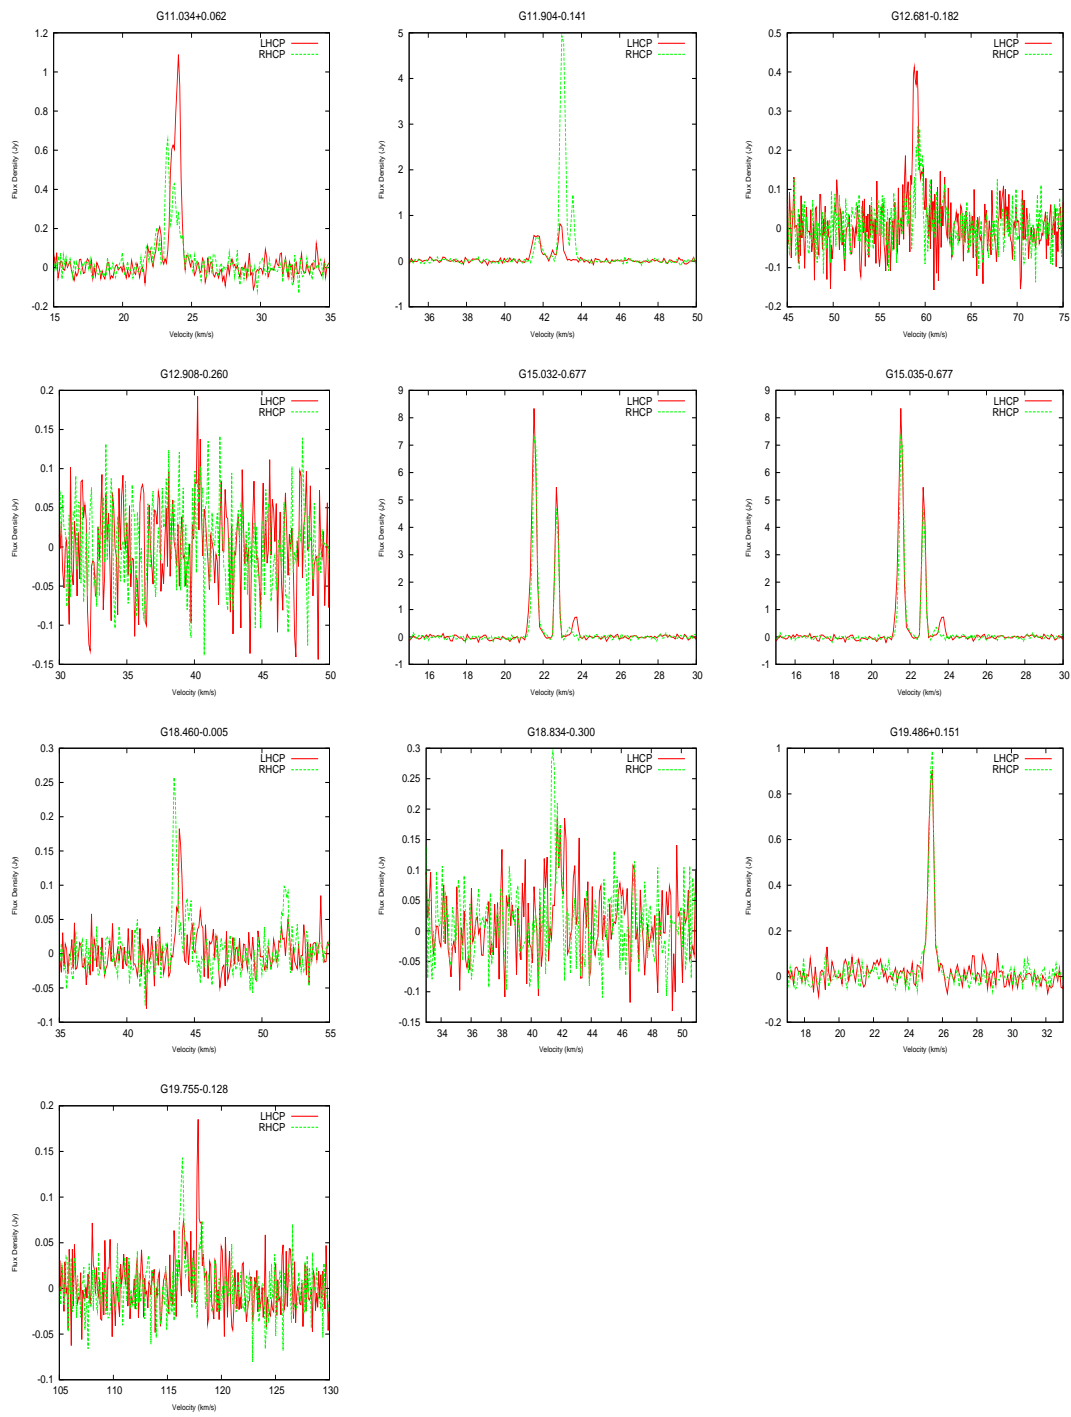 G11.034+0.062
LHCP
RHCP
Flux Density (Jy)
1.2
1
0.8
0.6
0.4
0.2
0
-0.2
15 20 25 30 35
Velocity (km/s)
G11.904-0.141
LHCP
RHCP
Flux Density (Jy)
5
4
3
2
1
0
-1
36 38 40 42 44 46 48 50
Velocity (km/s)
G12.681-0.182
LHCP
RHCP
Flux Density (Jy)
0.5
0.4
0.3
0.2
0.1
0
-0.1
-0.2
45 50 55 60 65 70 75
Velocity (km/s)
G12.908-0.260
LHCP
RHCP
Flux Density (Jy)
0.2
0.15
0.1
0.05
0
-0.05
-0.1
-0.15
30 35 40 45 50
Velocity (km/s)
G15.032-0.677
LHCP
RHCP
Flux Density (Jy)
9
8
7
6
5
4
3
2
1
0
-1
16 18 20 22 24 26 28 30
Velocity (km/s)
G15.035-0.677
LHCP
RHCP
Flux Density (Jy)
9
8
7
6
5
4
3
2
1
0
-1
16 18 20 22 24 26 28 30
Velocity (km/s)
G18.460-0.005
LHCP
RHCP
Flux Density (Jy)
0.3
0.25
0.2
0.15
0.1
0.05
0
-0.05
-0.1
35 40 45 50 55
Velocity (km/s)
G18.834-0.300
LHCP
RHCP
Flux Density (Jy)
0.3
0.25
0.2
0.15
0.1
0.05
0
-0.05
-0.1
-0.15
34 36 38 40 42 44 46 48 50
Velocity (km/s)
G19.486+0.151
LHCP
RHCP
Flux Density (Jy)
1
0.8
0.6
0.4
0.2
0
-0.2
18 20 22 24 26 28 30 32
Velocity (km/s)
G19.755-0.128
LHCP
RHCP
Flux Density (Jy)
0.2
0.15
0.1
0.05
0
-0.05
-0.1
105 110 115 120 125 130
Velocity (km/s)